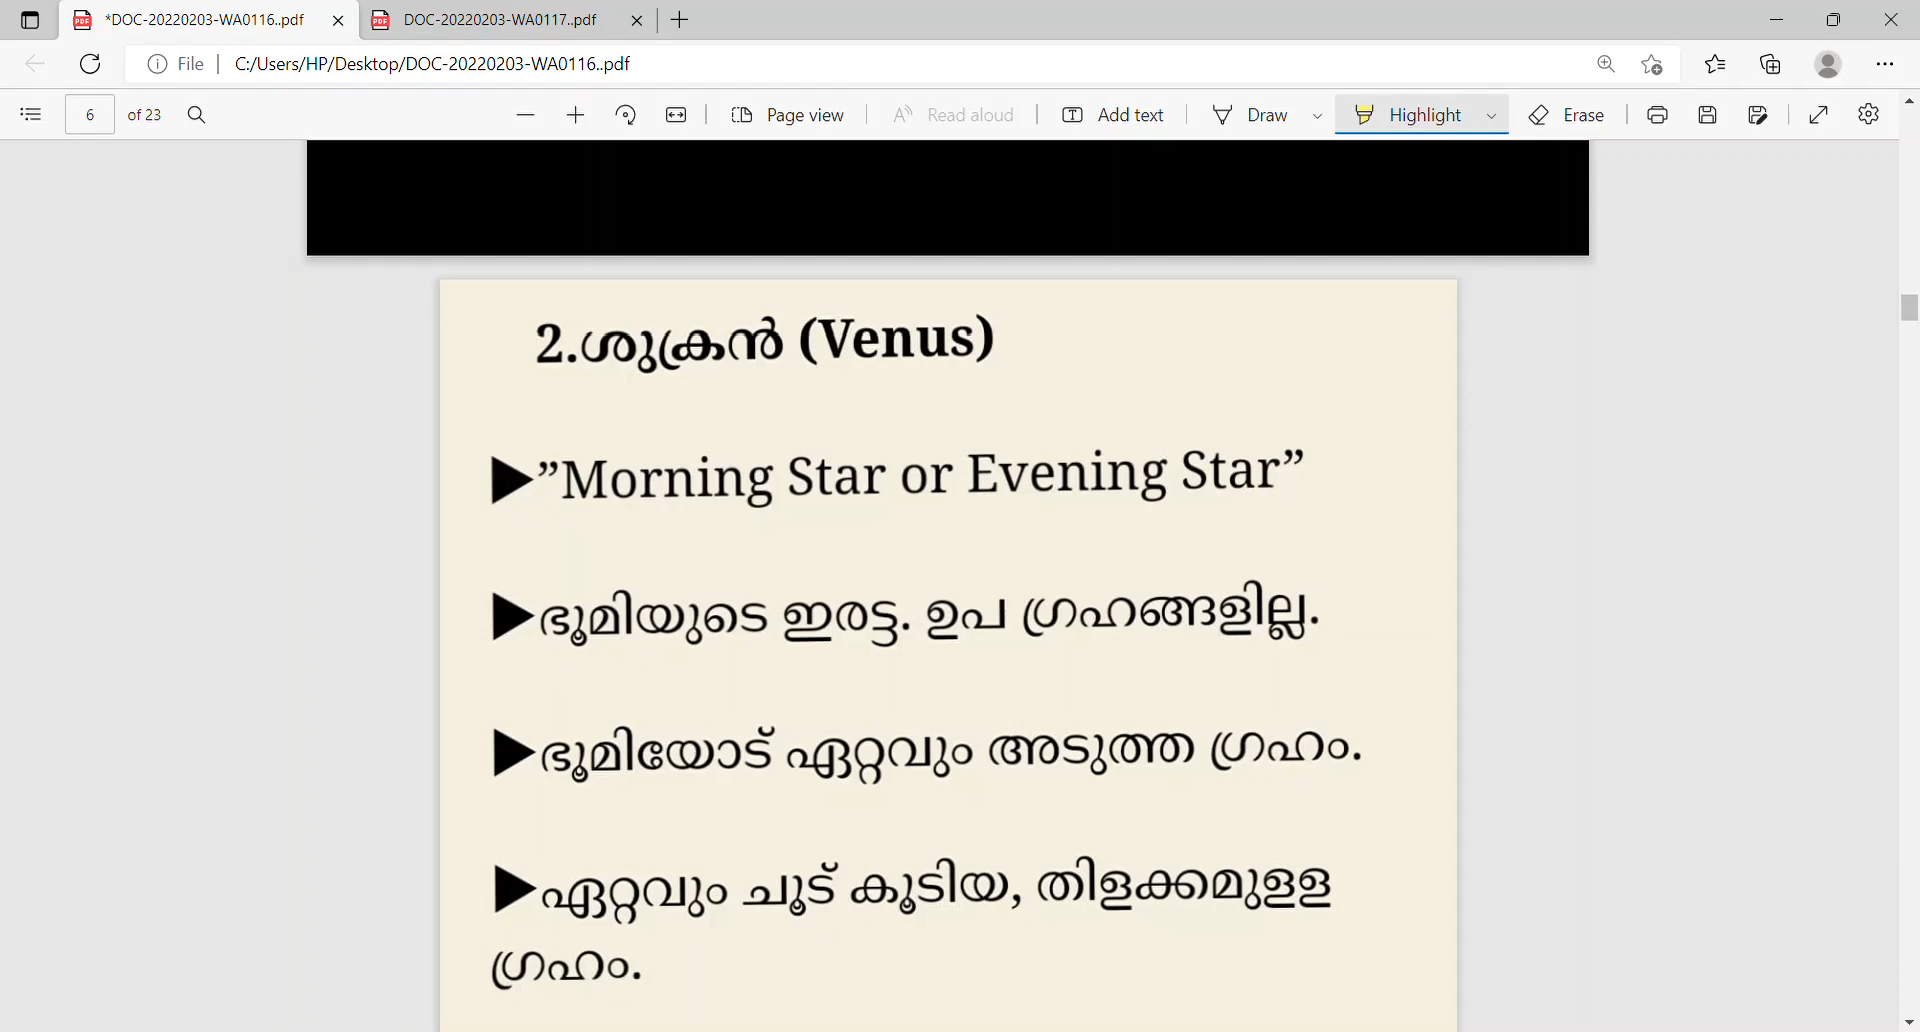 *DOC-20220203-WA0116..pdf
DOC-20220203-WA0117..pdf
File
C:/Users/HP/Desktop/DOC-20220203-WA0116..pdf
6 of 23
Page view
Read aloud
Add text
Draw
Highlight
Erase
2.ശുക്രൻ (Venus)
▶”Morning Star or Evening Star”
▶ഭൂമിയുടെ ഇരട്ട. ഉപ ഗ്രഹങ്ങളില്ല.
▶ഭൂമിയോട് ഏറ്റവും അടുത്ത ഗ്രഹം.
▶ഏറ്റവും ചൂട് കൂടിയ, തിളക്കമുളള
ഗ്രഹം.